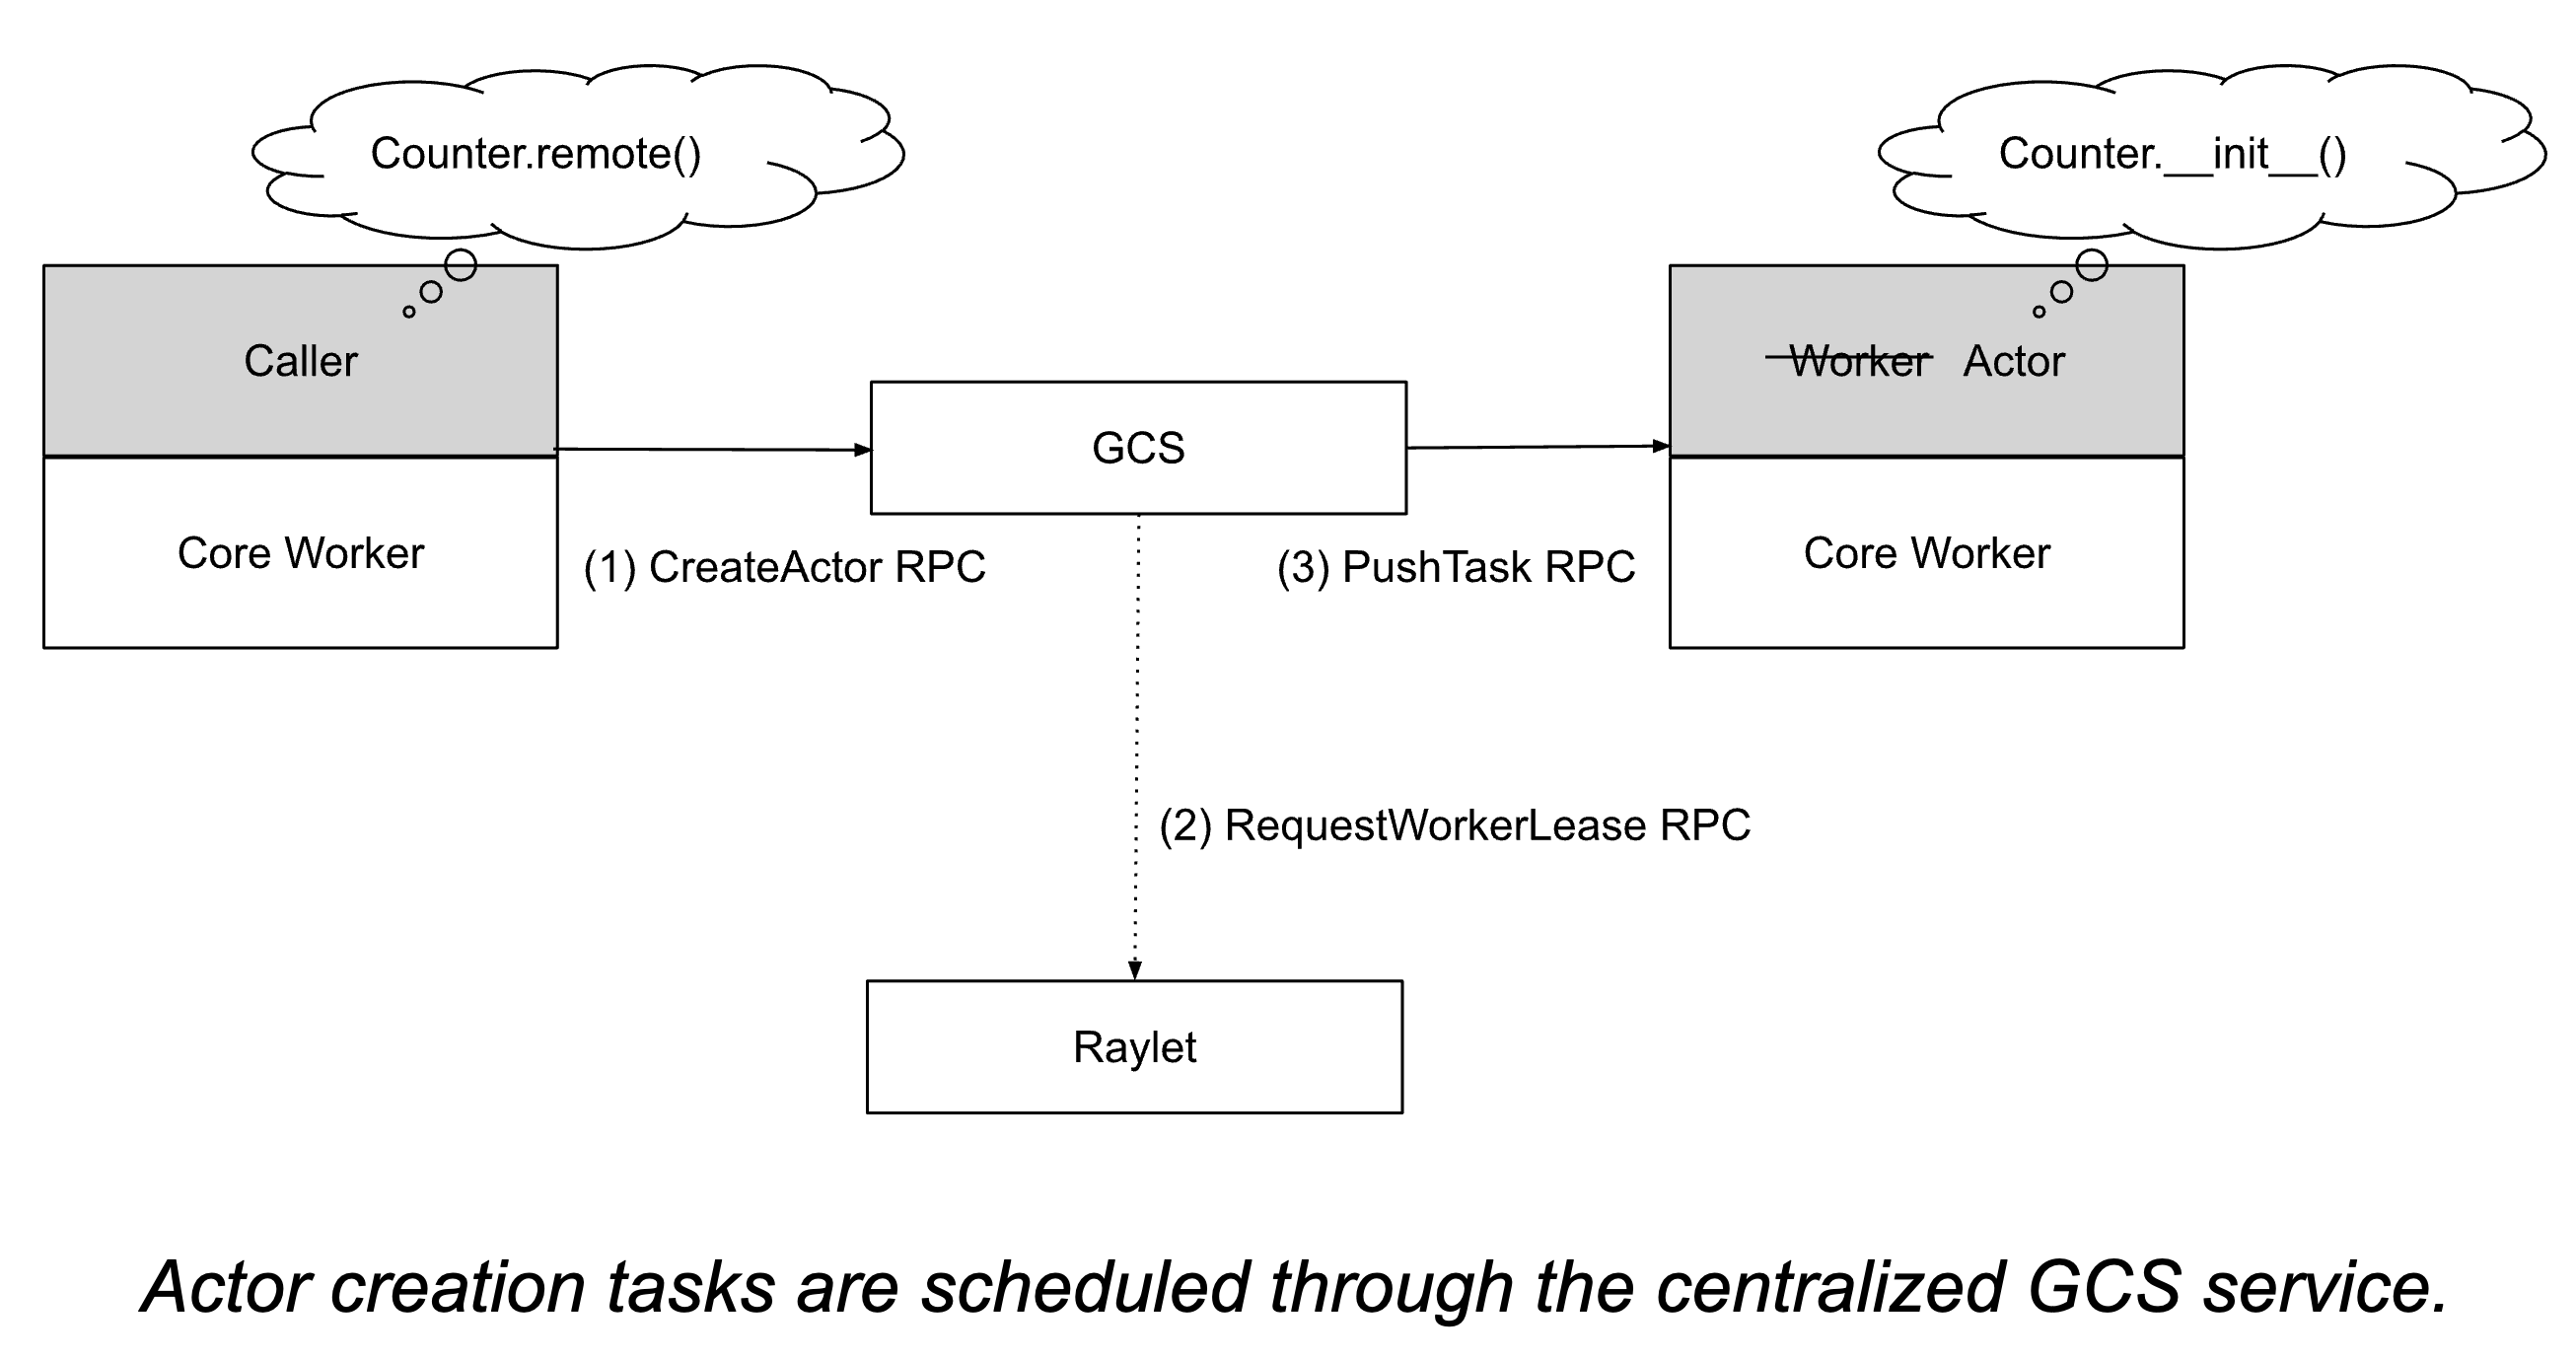 Counter.remote()
Counter.__init__()
Caller
Worker Actor
GCS
Core Worker
(1) CreateActor RPC
(3) PushTask RPC
Core Worker
(2) RequestWorkerLease RPC
Raylet
Actor creation tasks are scheduled through the centralized GCS service.